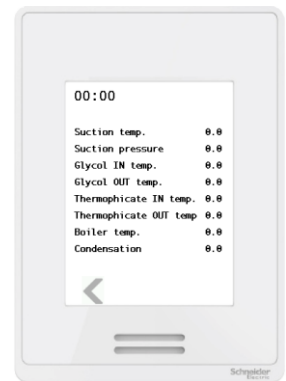 00:00
Suction temp. 0.0
Suction pressure 0.0
Glycol IN temp. 0.0
Glycol OUT temp. 0.0
Thermophicate IN temp. 0.0
Thermophicate OUT temp 0.0
Boiler temp. 0.0
Condensation 0.0
Schneider
Electric